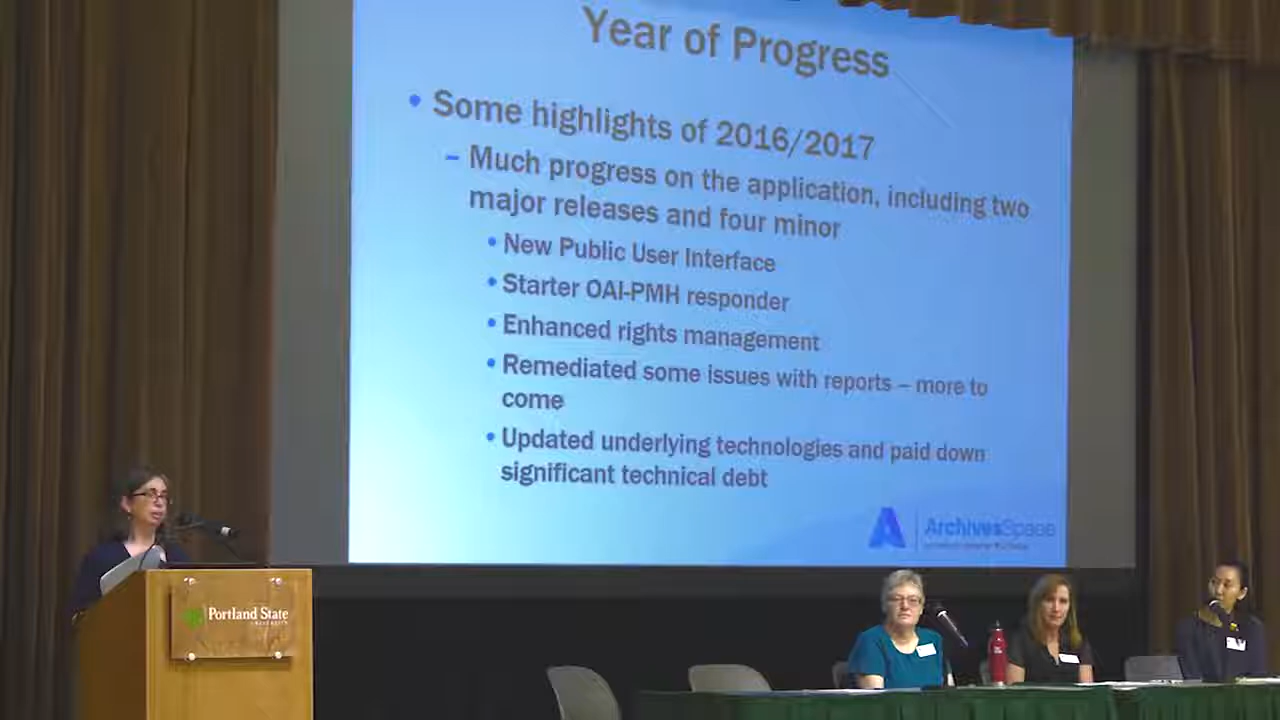 Year of Progress
• Some highlights of 2016/2017
– Much progress on the application, including two
major releases and four minor
• New Public User Interface
• Starter OAI-PMH responder
• Enhanced rights management
• Remediated some issues with reports – more to
come
• Updated underlying technologies and paid down
significant technical debt
ArchivesSpace
Portland State
UNIVERSITY